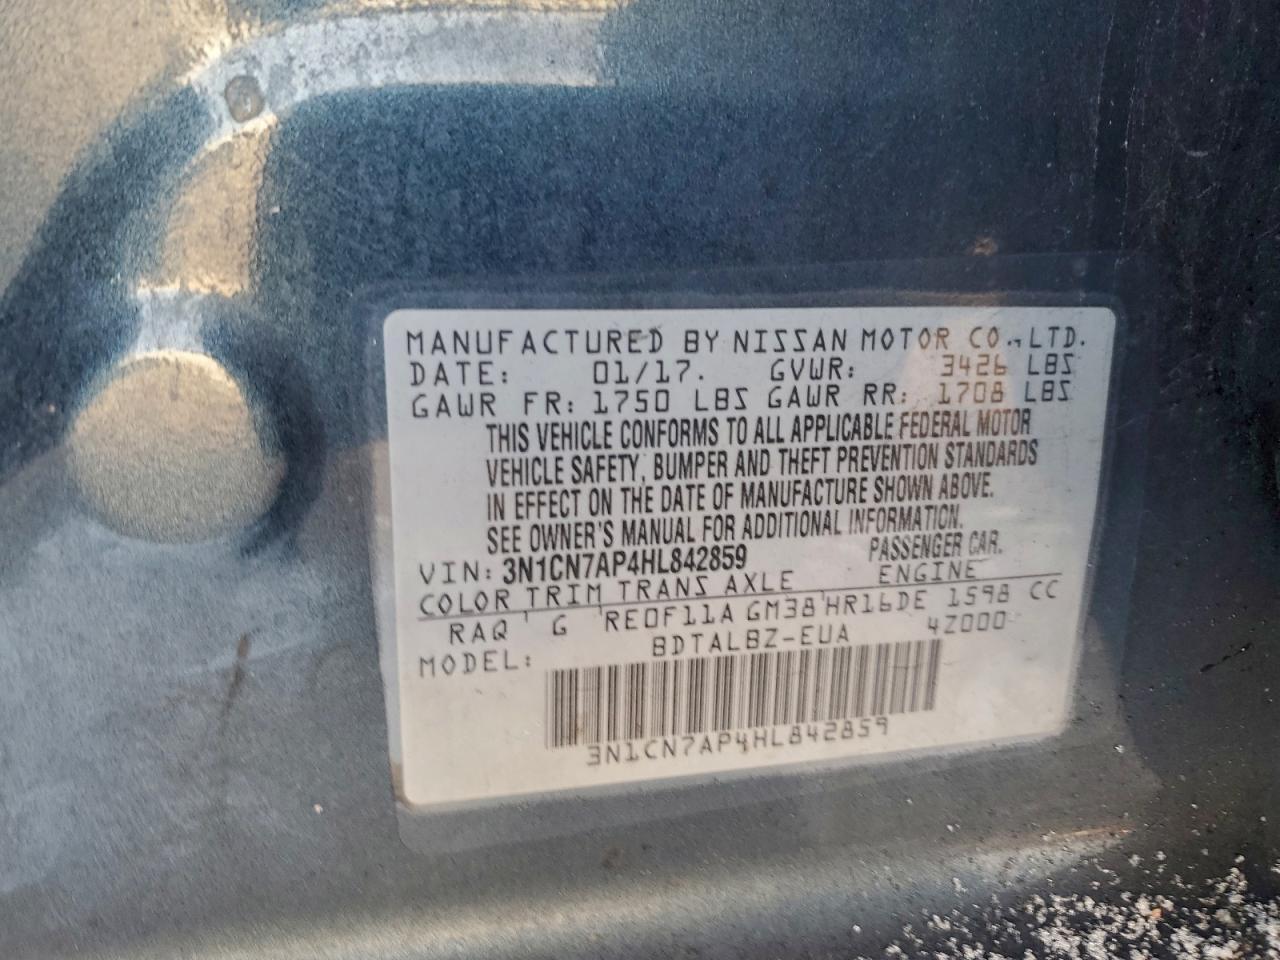 MANUFACTURED BY NISSAN MOTOR CO., LTD.
DATE: 01/17. GVWR: 3426 LBS
GAWR FR: 1750 LBS GAWR RR: 1708 LBS
THIS VEHICLE CONFORMS TO ALL APPLICABLE FEDERAL MOTOR
VEHICLE SAFETY, BUMPER AND THEFT PREVENTION STANDARDS
IN EFFECT ON THE DATE OF MANUFACTURE SHOWN ABOVE.
SEE OWNER'S MANUAL FOR ADDITIONAL INFORMATION.
VIN: 3N1CN7AP4HL842859 PASSENGER CAR.
COLOR TRIM TRANS AXLE ENGINE
RAQ ' G 'RE0F11A GM38'HR16DE 1598 CC
MODEL: BDTALBZ-EUA 4Z000
3N1CN7AP4HL842859